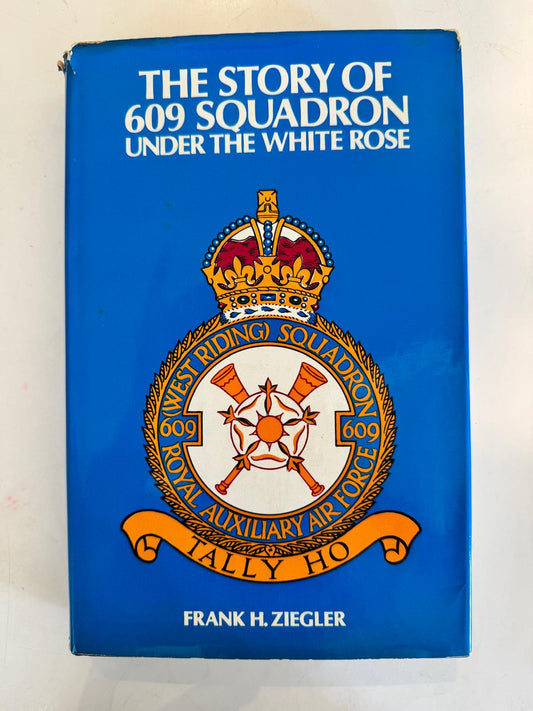 THE STORY OF
609 SQUADRON
UNDER THE WHITE ROSE
(WEST RIDING) SQUADRON
609
609
ROYAL AUXILIARY AIR FORCE
TALLY HO
FRANK H. ZIEGLER